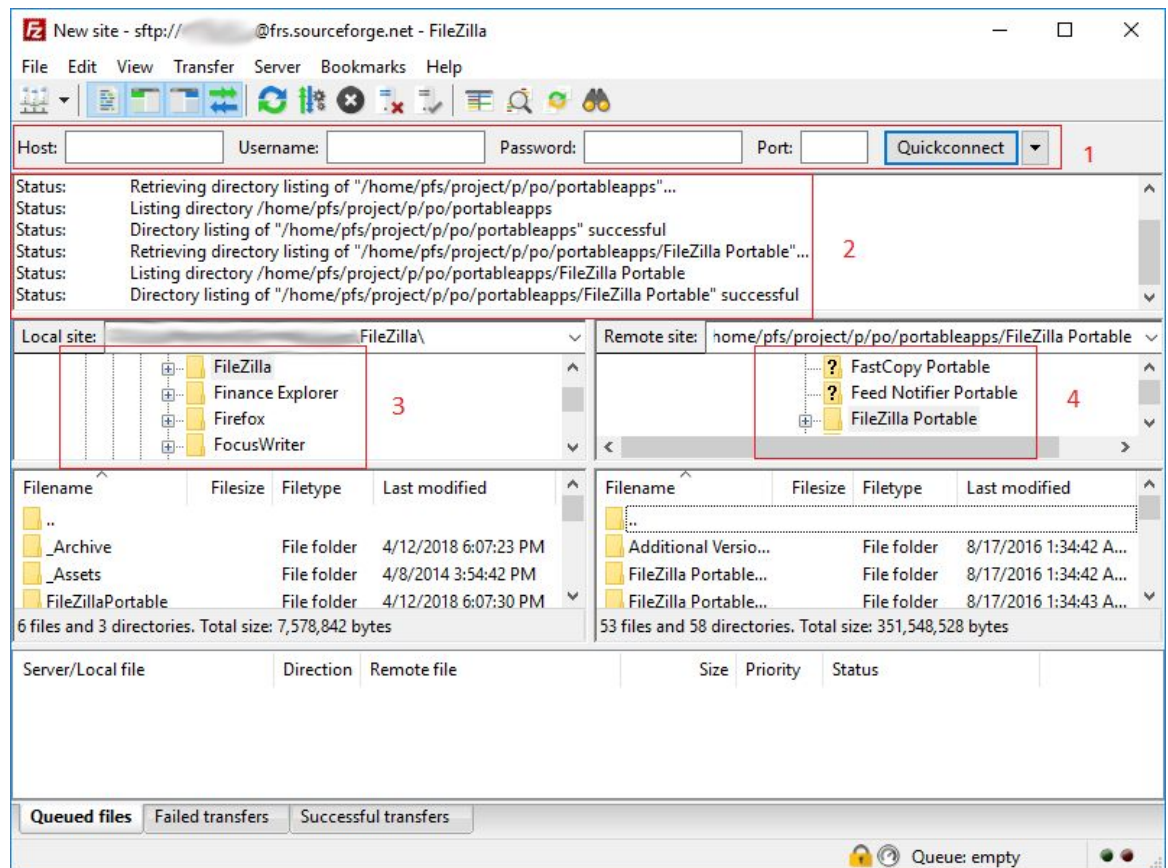 New site - sftp:// @frs.sourceforge.net - FileZilla
File Edit View Transfer Server Bookmarks Help
Host: Username: Password: Port: Quickconnect 1
Status: Retrieving directory listing of "/home/pfs/project/p/po/portableapps"...
Status: Listing directory /home/pfs/project/p/po/portableapps
Status: Directory listing of "/home/pfs/project/p/po/portableapps" successful
Status: Retrieving directory listing of "/home/pfs/project/p/po/portableapps/FileZilla Portable"...
2
Status: Listing directory /home/pfs/project/p/po/portableapps/FileZilla Portable
Status: Directory listing of "/home/pfs/project/p/po/portableapps/FileZilla Portable" successful
Local site: \FileZilla\
FileZilla
Finance Explorer
Firefox
FocusWriter
3
Remote site: home/pfs/project/p/po/portableapps/FileZilla Portable
? FastCopy Portable
? Feed Notifier Portable
FileZilla Portable
4
Filename Filesize Filetype Last modified
..
_Archive File folder 4/12/2018 6:07:23 PM
_Assets File folder 4/8/2014 3:54:42 PM
FileZillaPortable File folder 4/12/2018 6:07:30 PM
6 files and 3 directories. Total size: 7,578,842 bytes
Filename Filesize Filetype Last modified
..
Additional Versio... File folder 8/17/2016 1:34:42 A...
FileZilla Portable... File folder 8/17/2016 1:34:42 A...
FileZilla Portable... File folder 8/17/2016 1:34:43 A...
53 files and 58 directories. Total size: 351,548,528 bytes
Server/Local file Direction Remote file Size Priority Status
Queued files Failed transfers Successful transfers
Queue: empty